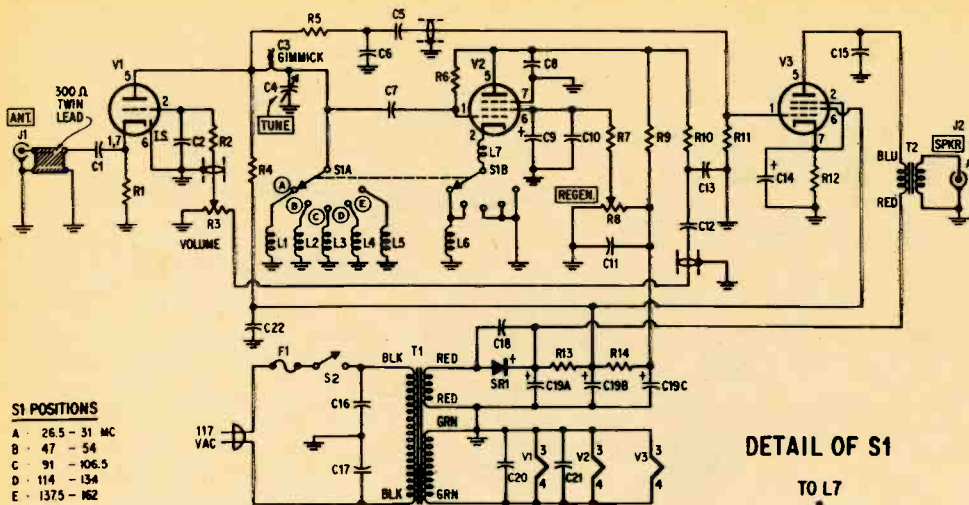 R5
C5
C6
C3
GIMMICK
V1
5
2
6
I.S.
1,7
300 Ω
TWIN
LEAD
ANT.
J1
C1
R1
C2
R2
R3
VOLUME
R4
C4
TUNE
C7
R6
V2
5
1
2
7
6
C8
C9
C10
L7
S1A
S1B
A
B
C
D
E
L1
L2
L3
L4
L5
L6
REGEN.
R7
R8
R9
R10
R11
C11
C12
C13
V3
5
1
2
6
7
C14
R12
C15
BLU
RED
T2
J2
SPKR
C22
F1
S2
117
VAC
C16
C17
T1
BLK
BLK
RED
RED
GRN
GRN
C18
SR1
+
R13
R14
C19A
C19B
C19C
C20
C21
V1
3
4
V2
3
4
V3
3
4
S1 POSITIONS
A - 26.5 - 31 MC
B - 47 - 54
C - 91 - 106.5
D - 114 - 134
E - 137.5 - 162
DETAIL OF S1
TO L7